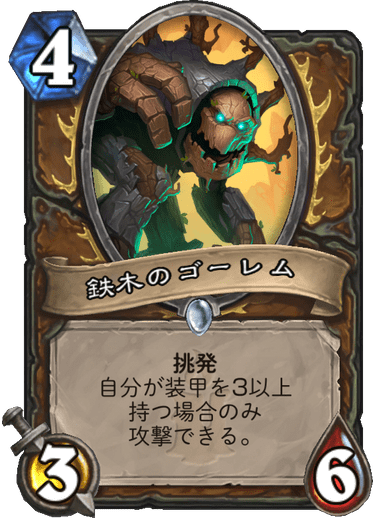 4
鉄木のゴーレム
挑発
自分が装甲を3以上
持つ場合のみ
攻撃できる。
3
6